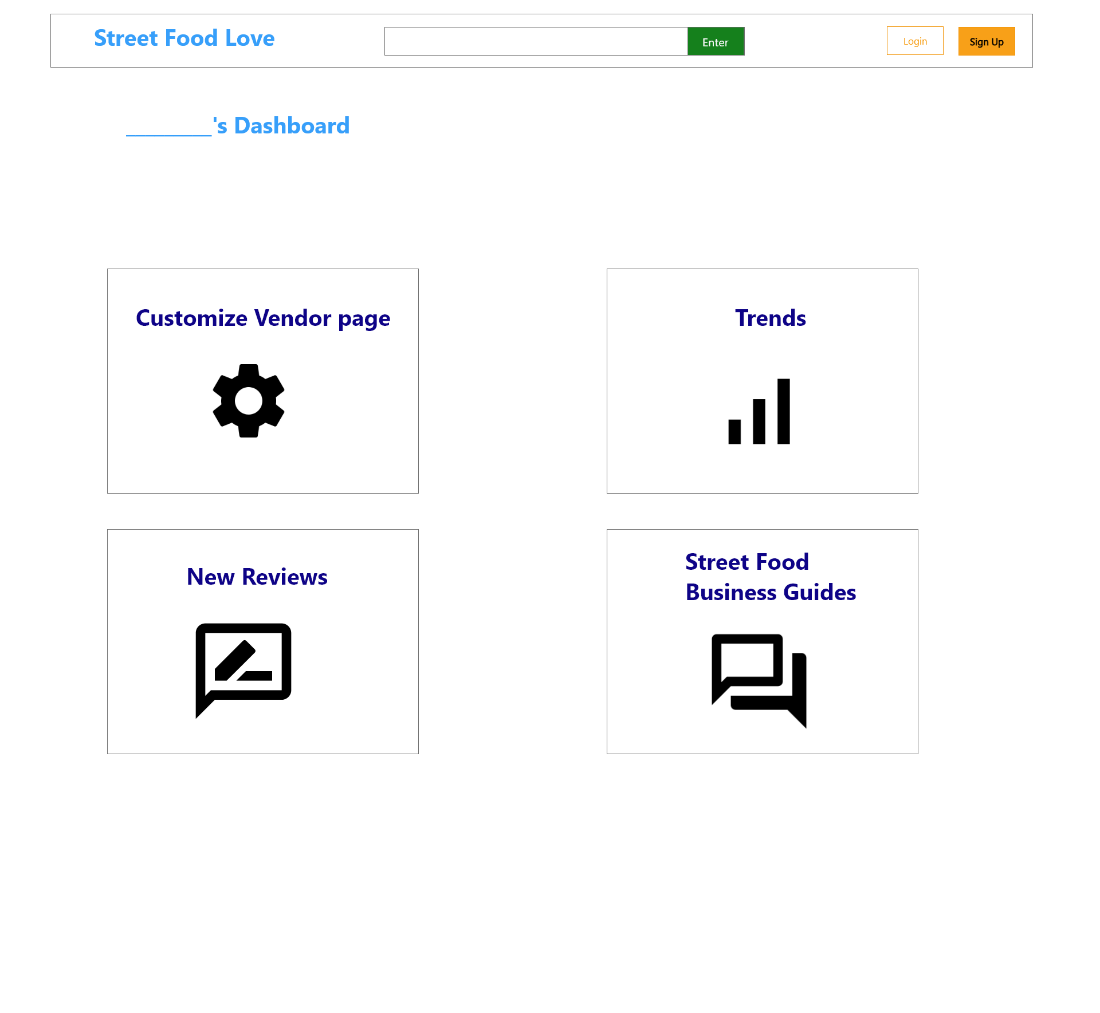 Street Food Love
Enter
Login
Sign Up
________'s Dashboard
Customize Vendor page
Trends
New Reviews
Street Food
Business Guides